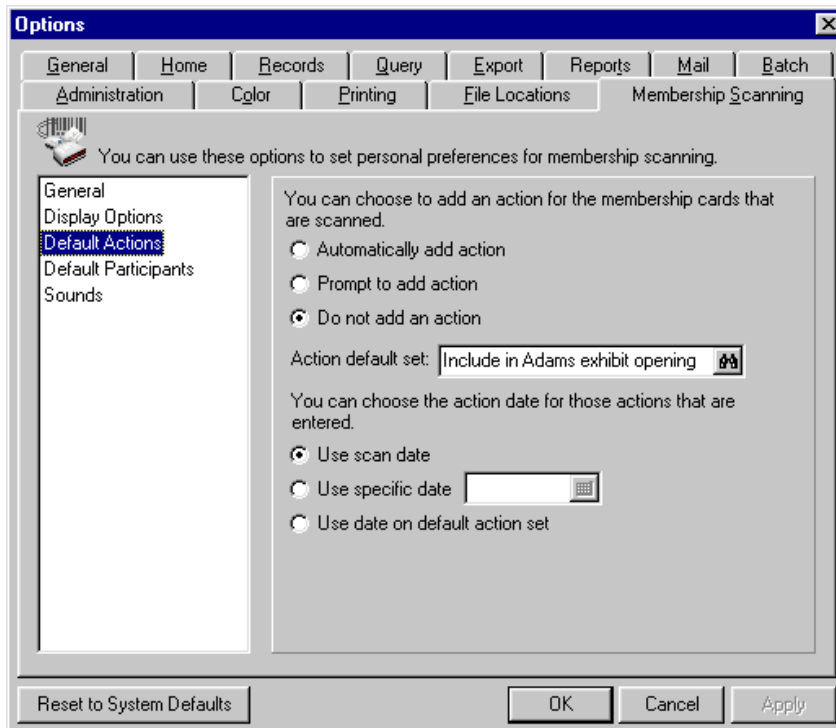 Options
General
Home
Records
Query
Export
Reports
Mail
Batch
Administration
Color
Printing
File Locations
Membership Scanning
You can use these options to set personal preferences for membership scanning.
General
Display Options
Default Actions
Default Participants
Sounds
You can choose to add an action for the membership cards that
are scanned.
Automatically add action
Prompt to add action
Do not add an action
Action default set: Include in Adams exhibit opening
You can choose the action date for those actions that are
entered.
Use scan date
Use specific date
Use date on default action set
Reset to System Defaults
OK
Cancel
Apply